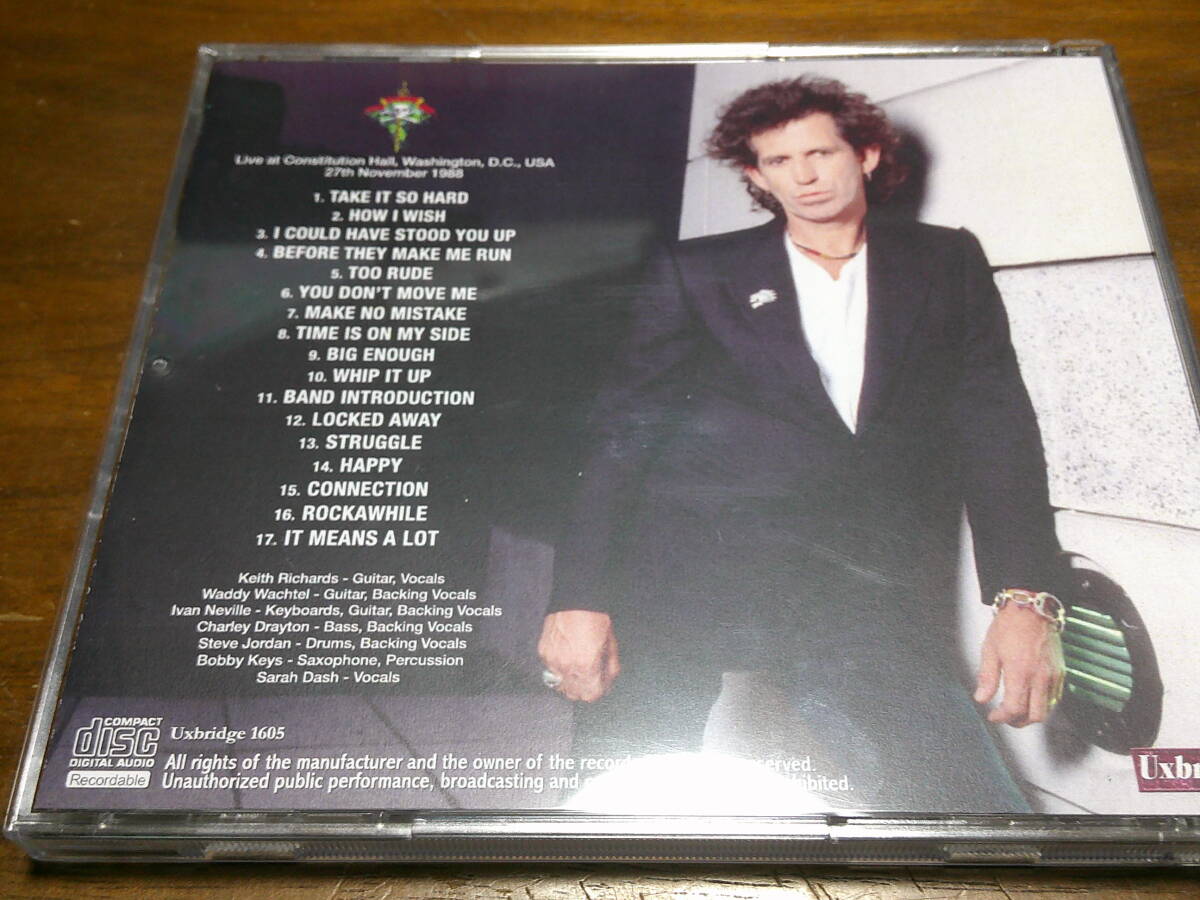 Live at Constitution Hall, Washington, D.C., USA
27th November 1988
1. TAKE IT SO HARD
2. HOW I WISH
3. I COULD HAVE STOOD YOU UP
4. BEFORE THEY MAKE ME RUN
5. TOO RUDE
6. YOU DON'T MOVE ME
7. MAKE NO MISTAKE
8. TIME IS ON MY SIDE
9. BIG ENOUGH
10. WHIP IT UP
11. BAND INTRODUCTION
12. LOCKED AWAY
13. STRUGGLE
14. HAPPY
15. CONNECTION
16. ROCKAWHILE
17. IT MEANS A LOT
Keith Richards - Guitar, Vocals
Waddy Wachtel - Guitar, Backing Vocals
Ivan Neville - Keyboards, Guitar, Backing Vocals
Charley Drayton - Bass, Backing Vocals
Steve Jordan - Drums, Backing Vocals
Bobby Keys - Saxophone, Percussion
Sarah Dash - Vocals
COMPACT
disc
DIGITAL AUDIO
Recordable
Uxbridge 1605
All rights of the manufacturer and the owner of the
Unauthorized public performance, broadcasting and
Uxbr